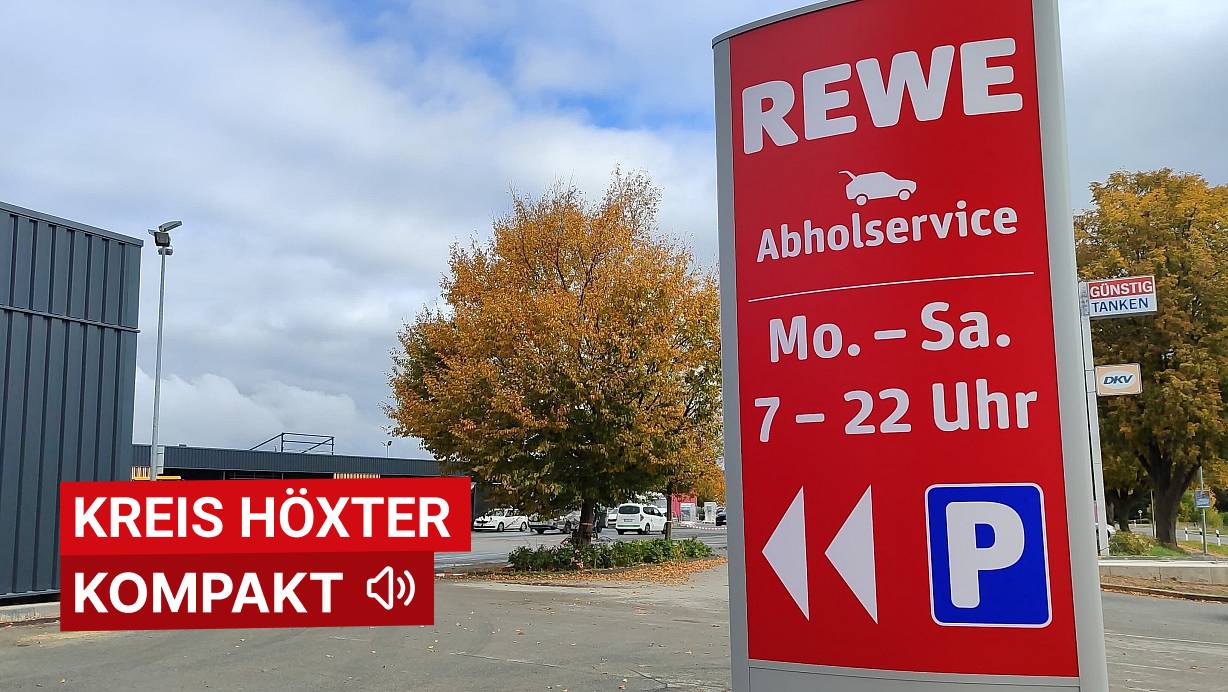 REWE
Abholservice
Mo. – Sa.
7 – 22 Uhr
P
GÜNSTIG
TANKEN
DKV
KREIS HÖXTER
KOMPAKT